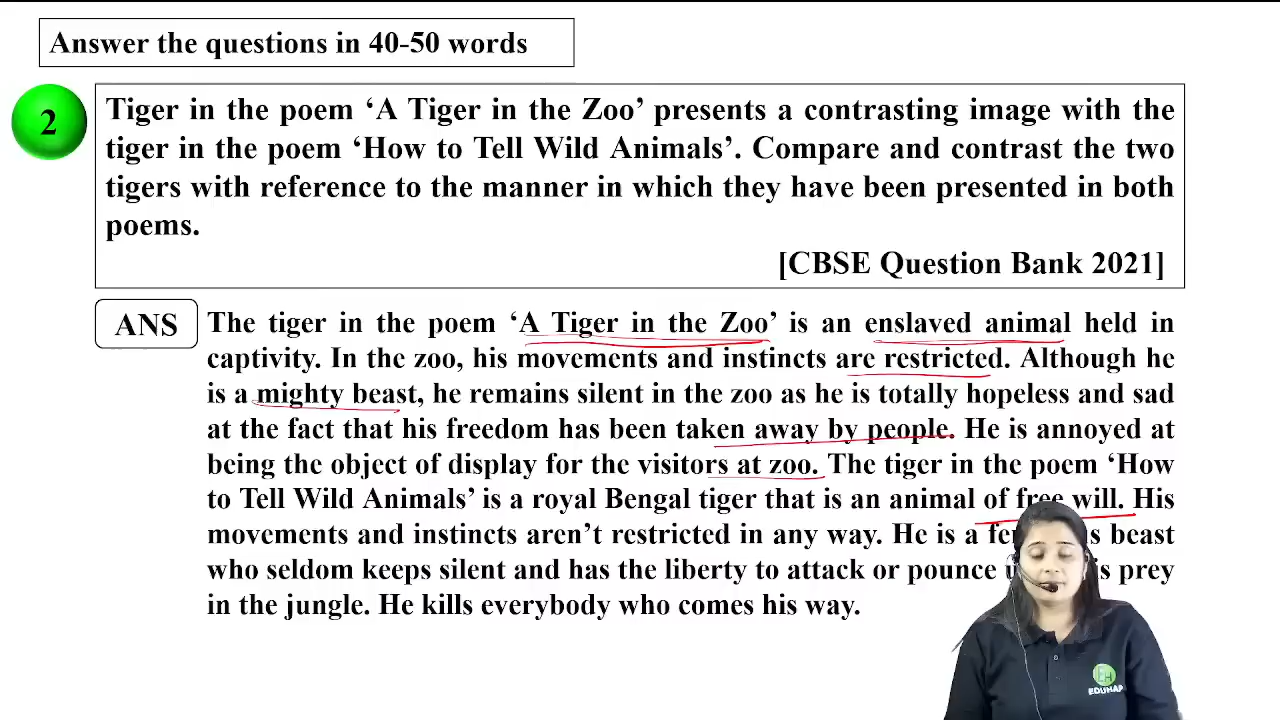 Answer the questions in 40-50 words
2
Tiger in the poem ‘A Tiger in the Zoo’ presents a contrasting image with the
tiger in the poem ‘How to Tell Wild Animals’. Compare and contrast the two
tigers with reference to the manner in which they have been presented in both
poems.
[CBSE Question Bank 2021]
ANS
The tiger in the poem ‘A Tiger in the Zoo’ is an enslaved animal held in
captivity. In the zoo, his movements and instincts are restricted. Although he
is a mighty beast, he remains silent in the zoo as he is totally hopeless and sad
at the fact that his freedom has been taken away by people. He is annoyed at
being the object of display for the visitors at zoo. The tiger in the poem ‘How
to Tell Wild Animals’ is a royal Bengal tiger that is an animal of free will. His
movements and instincts aren’t restricted in any way. He is a beast
who seldom keeps silent and has the liberty to attack or pounce prey
in the jungle. He kills everybody who comes his way.
EH
EDUHAP